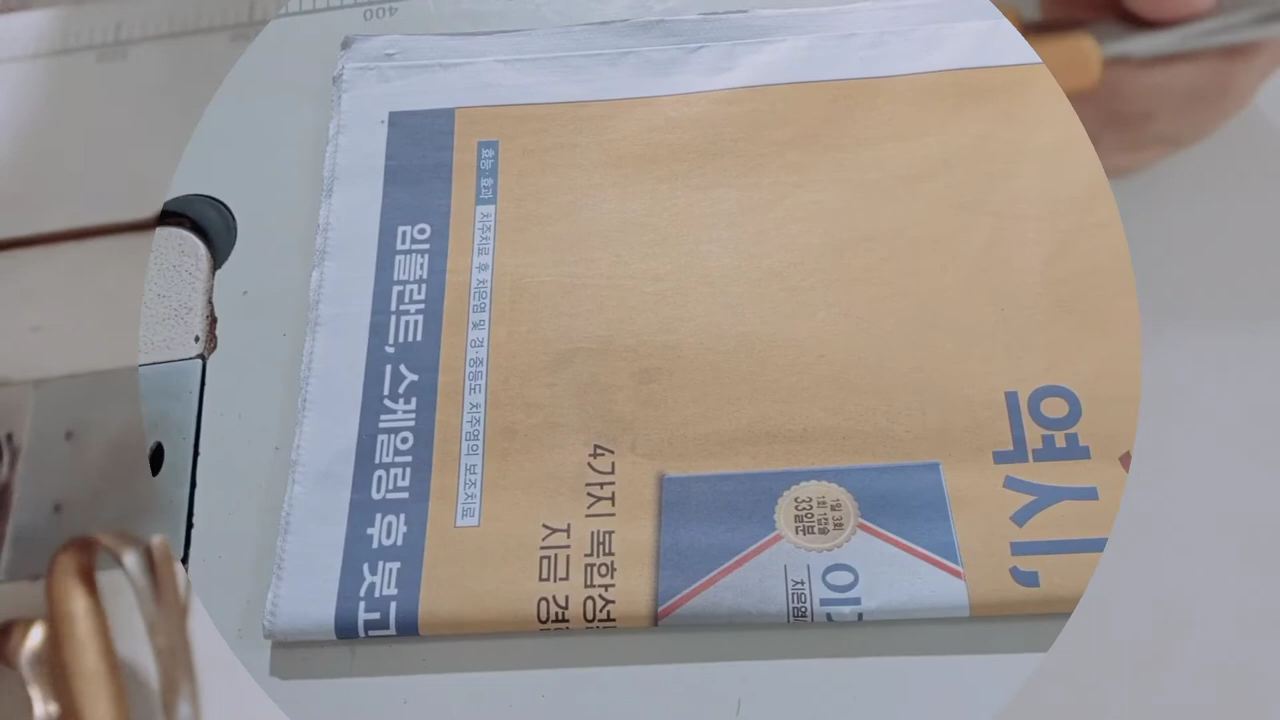 임플란트, 스케일링 후 붓고
효능·효과 치주치료 후 치은염 및 경·중등도 치주염의 보조치료
4가지 복합성
지금 경
역시,
1일 3회
1회 1캡슐
33일분
치은염
400